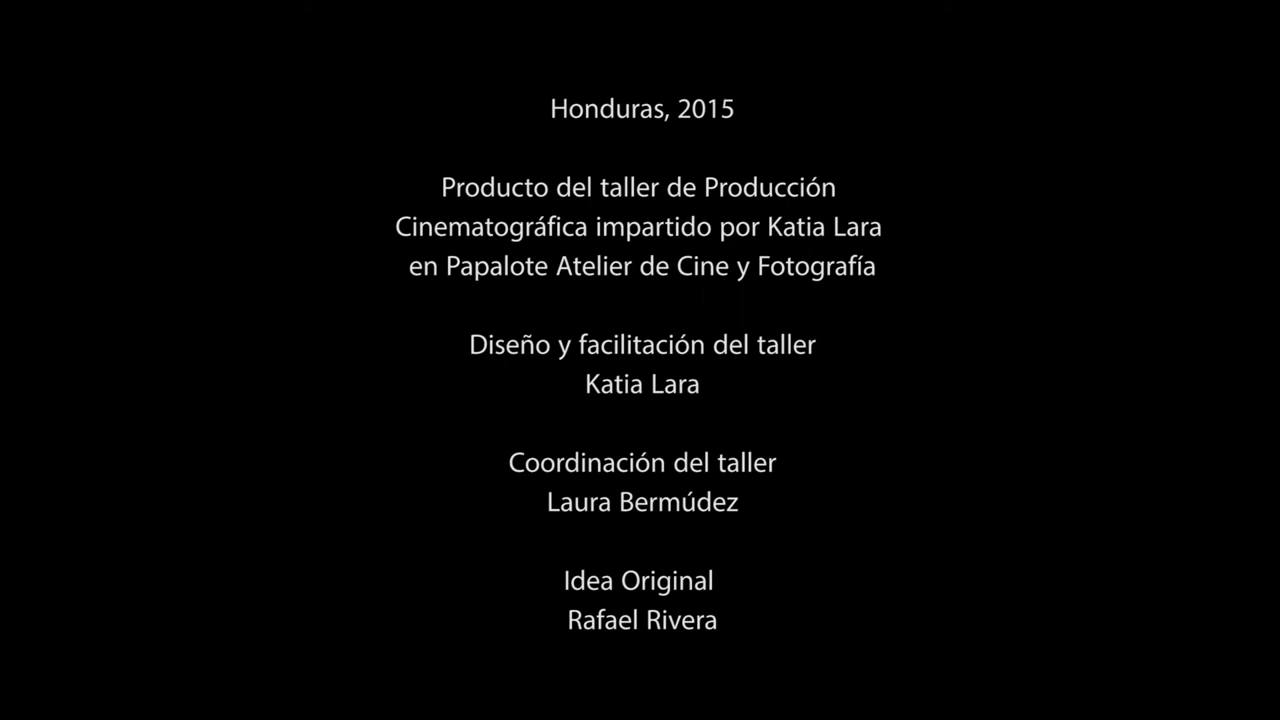 Honduras, 2015
Producto del taller de Producción
Cinematográfica impartido por Katia Lara
en Papalote Atelier de Cine y Fotografía
Diseño y facilitación del taller
Katia Lara
Coordinación del taller
Laura Bermúdez
Idea Original
Rafael Rivera